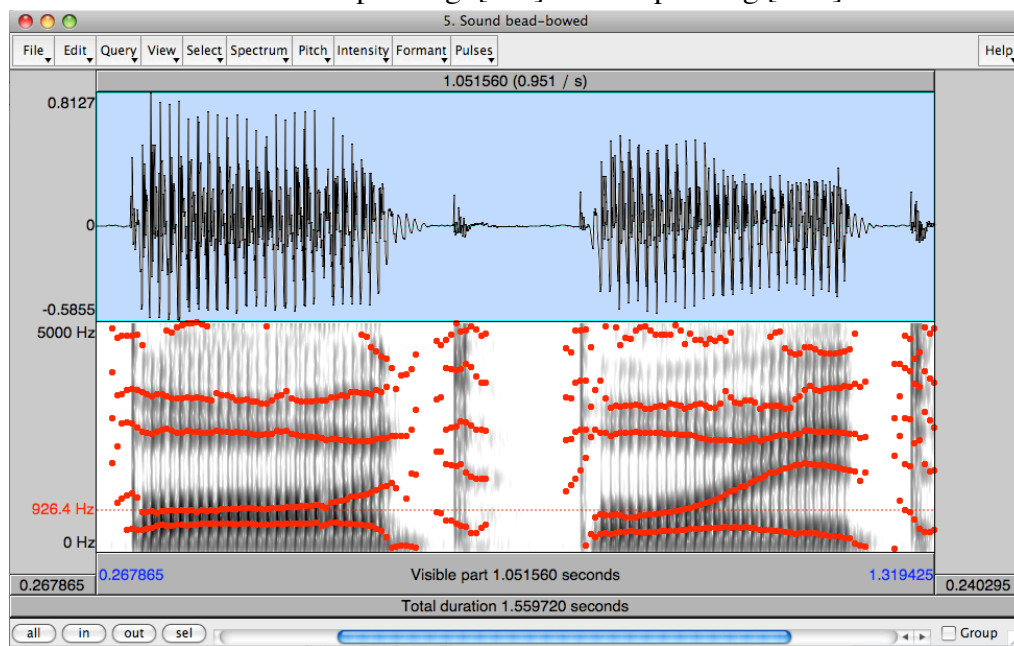 5. Sound bead-bowed
File Edit Query View Select Spectrum Pitch Intensity Formant Pulses Help
1.051560 (0.951 / s)
0.8127
0
-0.5855
5000 Hz
926.4 Hz
0 Hz
0.267865 0.267865 Visible part 1.051560 seconds 1.319425 0.240295
Total duration 1.559720 seconds
all in out sel Group